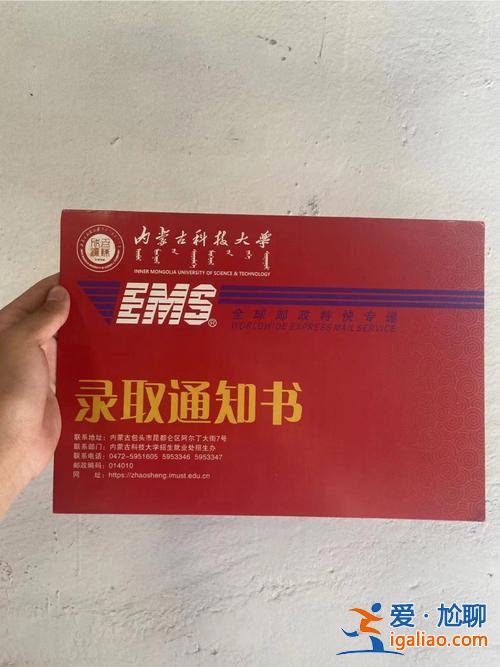 内蒙古科技大学
INNER MONGOLIA UNIVERSITY OF SCIENCE & TECHNOLOGY
EMS®
全球邮政特快专递
WORLDWIDE EXPRESS MAIL SERVICE
录取通知书
联系地址：内蒙古包头市昆都仑区阿尔丁大街7号
联系部门：内蒙古科技大学招生就业处招生办
联系电话：0472-5951605 5953346 5953347
邮政编码：014010
网 址：https://zhaosheng.imust.edu.cn
爱·尬聊
igaliao.com